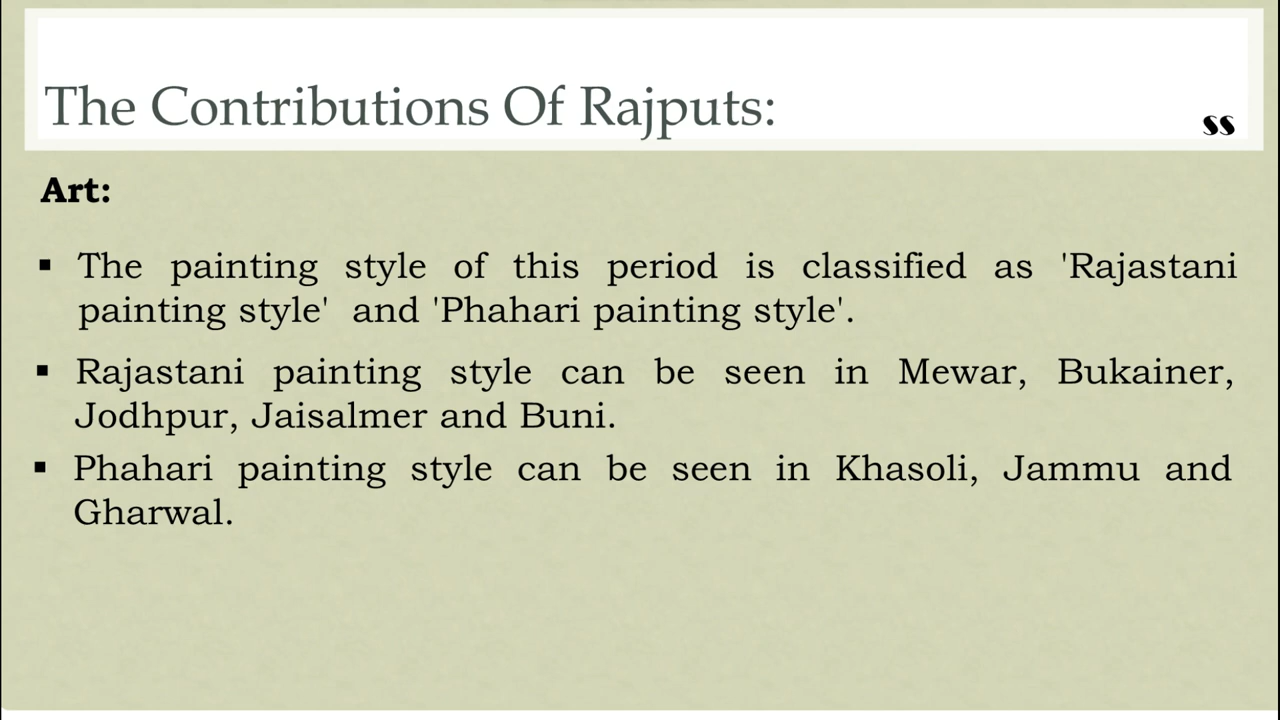 The Contributions Of Rajputs:
ss
Art:
▪ The painting style of this period is classified as 'Rajastani
painting style' and 'Phahari painting style'.
▪ Rajastani painting style can be seen in Mewar, Bukainer,
Jodhpur, Jaisalmer and Buni.
▪ Phahari painting style can be seen in Khasoli, Jammu and
Gharwal.